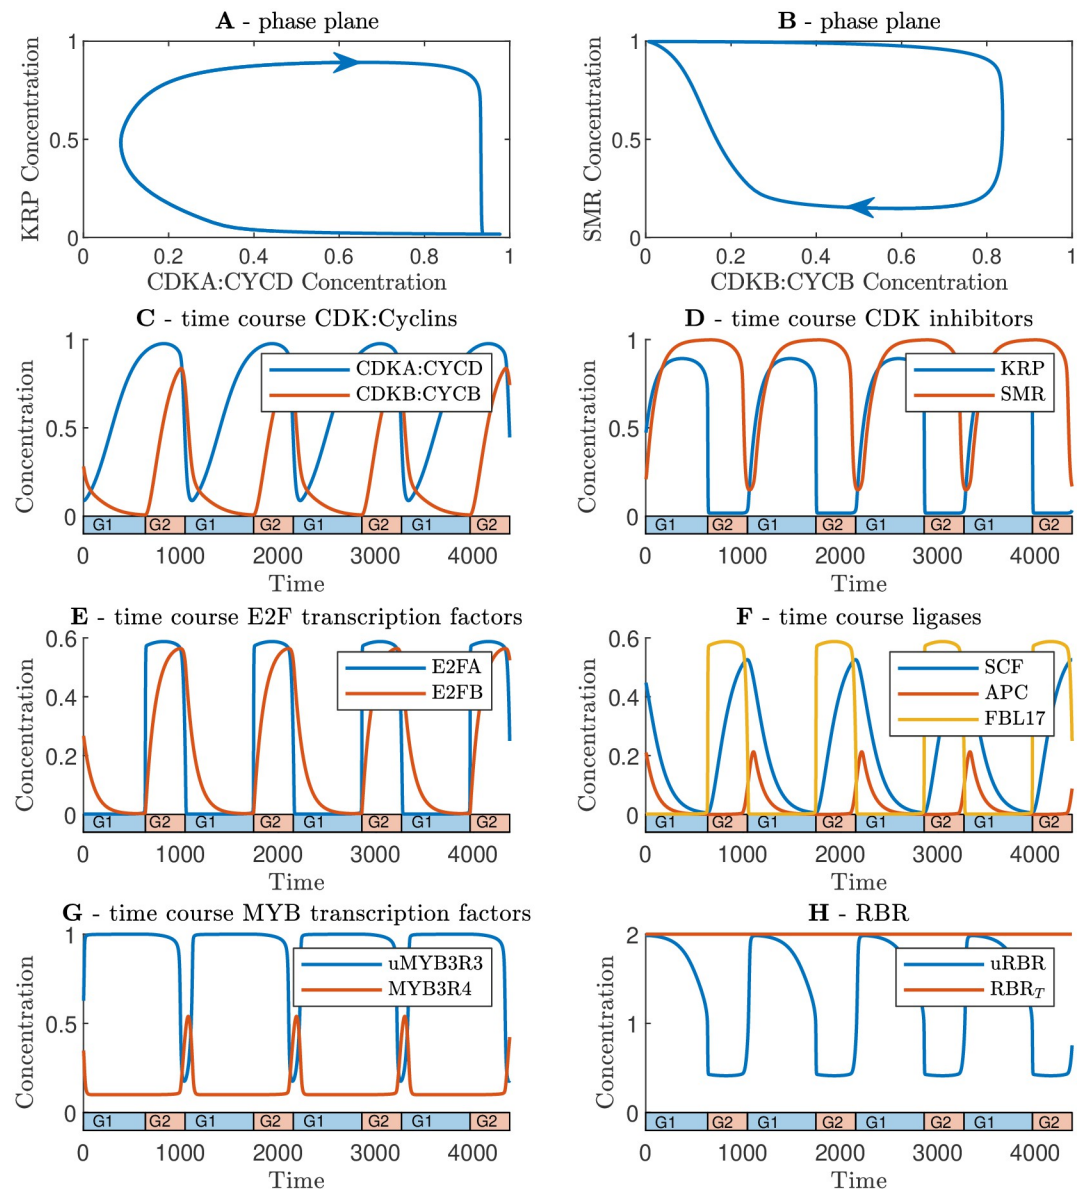 A - phase plane
KRP Concentration
1
0.5
0
0 0.2 0.4 0.6 0.8 1
CDKA:CYCD Concentration
B - phase plane
SMR Concentration
1
0.5
0
0 0.2 0.4 0.6 0.8 1
CDKB:CYCB Concentration
C - time course CDK:Cyclins
Concentration
1
0.5
0
CDKA:CYCD
CDKB:CYCB
G1 G2 G1 G2 G1 G2 G1 G2
0 1000 2000 3000 4000
Time
D - time course CDK inhibitors
Concentration
1
0.5
0
KRP
SMR
G1 G2 G1 G2 G1 G2 G1 G2
0 1000 2000 3000 4000
Time
E - time course E2F transcription factors
Concentration
0.6
0.4
0.2
0
E2FA
E2FB
G1 G2 G1 G2 G1 G2 G1 G2
0 1000 2000 3000 4000
Time
F - time course ligases
Concentration
0.6
0.4
0.2
0
SCF
APC
FBL17
G1 G2 G1 G2 G1 G2 G1 G2
0 1000 2000 3000 4000
Time
G - time course MYB transcription factors
Concentration
1
0.5
0
uMYB3R3
MYB3R4
G1 G2 G1 G2 G1 G2 G1 G2
0 1000 2000 3000 4000
Time
H - RBR
Concentration
2
1
0
uRBR
RBR_T
G1 G2 G1 G2 G1 G2 G1 G2
0 1000 2000 3000 4000
Time